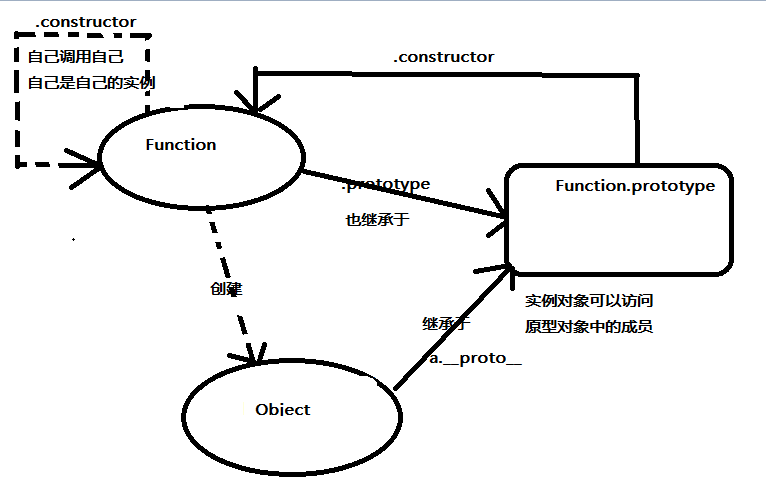 .constructor
自己调用自己
自己是自己的实例
.constructor
Function
.prototype
也继承于
Function.prototype
创建
实例对象可以访问
原型对象中的成员
继承于
a.__proto__
Object